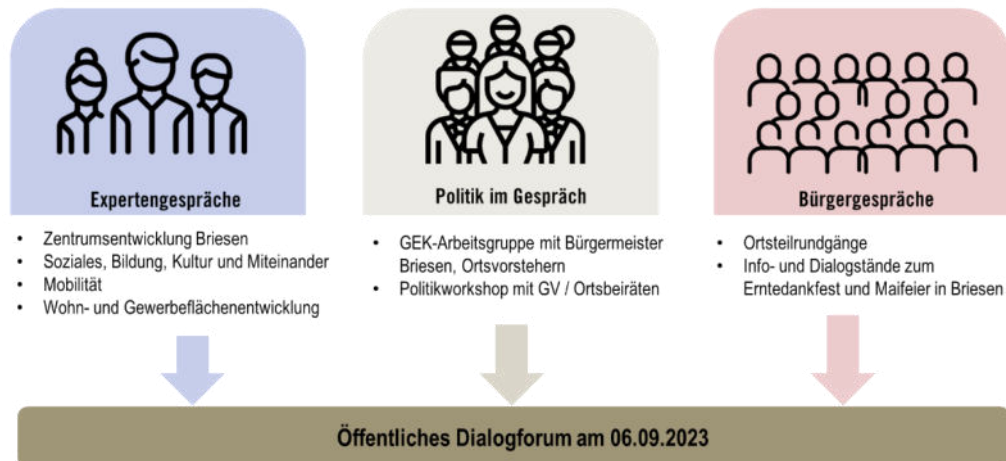 Expertengespräche
• Zentrumsentwicklung Briesen
• Soziales, Bildung, Kultur und Miteinander
• Mobilität
• Wohn- und Gewerbeflächenentwicklung
Politik im Gespräch
• GEK-Arbeitsgruppe mit Bürgermeister
Briesen, Ortsvorstehern
• Politikworkshop mit GV / Ortsbeiräten
Bürgergespräche
• Ortsteilrundgänge
• Info- und Dialogstände zum
Erntedankfest und Maifeier in Briesen
Öffentliches Dialogforum am 06.09.2023